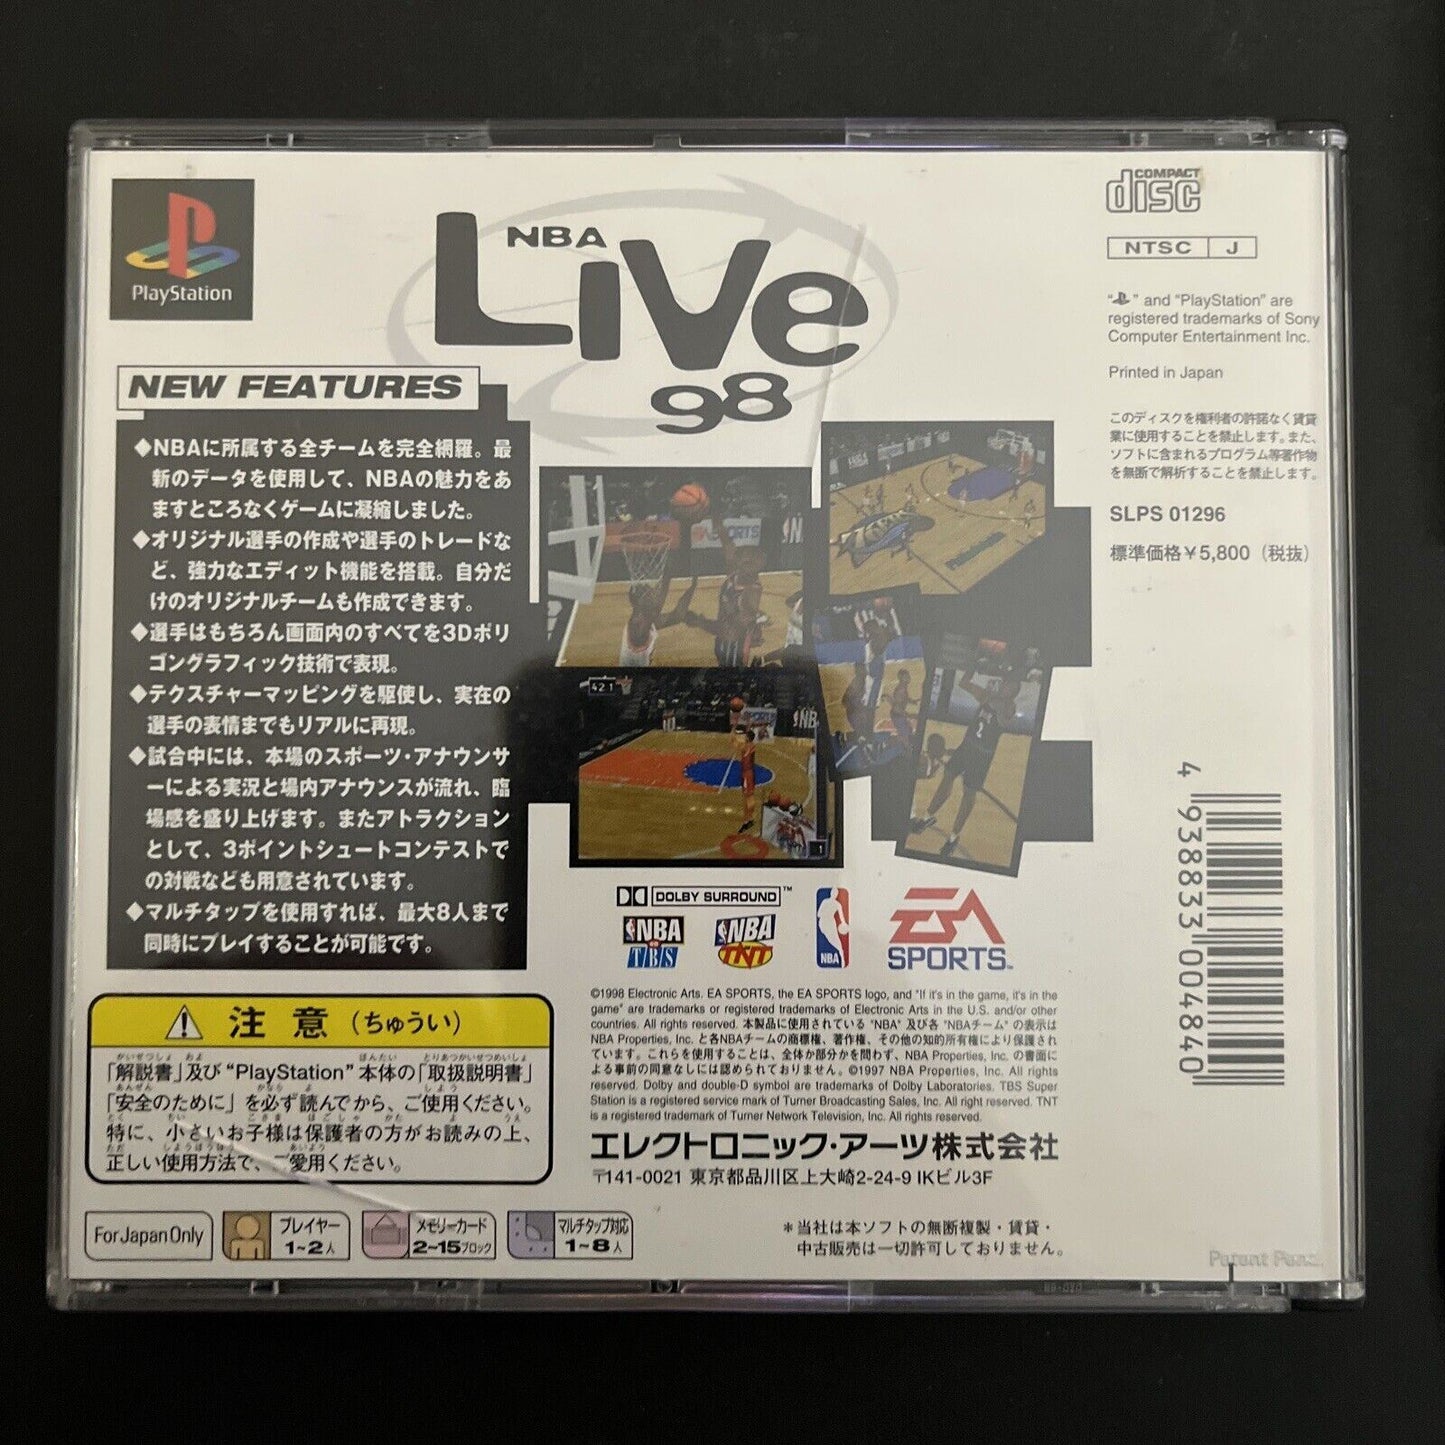 PlayStation
NBA
LiVe
98
COMPACT
disc
NTSC J
"PS" and "PlayStation" are
registered trademarks of Sony
Computer Entertainment Inc.
Printed in Japan
このディスクを権利者の許諾なく賃貸
業に使用することを禁止します。また、
ソフトに含まれるプログラム等著作物
を無断で解析することを禁止します。
SLPS 01296
標準価格¥5,800(税抜)
NEW FEATURES
◆NBAに所属する全チームを完全網羅。最
新のデータを使用して、NBAの魅力をあ
ますところなくゲームに凝縮しました。
◆オリジナル選手の作成や選手のトレードな
ど、強力なエディット機能を搭載。自分だ
けのオリジナルチームも作成できます。
◆選手はもちろん画面内のすべてを3Dポリ
ゴングラフィック技術で表現。
◆テクスチャーマッピングを駆使し、実在の
選手の表情までもリアルに再現。
◆試合中には、本場のスポーツ・アナウンサ
ーによる実況と場内アナウンスが流れ、臨
場感を盛り上げます。またアトラクション
として、3ポイントシュートコンテストで
の対戦なども用意されています。
◆マルチタップを使用すれば、最大8人まで
同時にプレイすることが可能です。
EA SPORTS
42 1
4 938833 004840
DOLBY SURROUND™
NBA on TBS
NBA on TNT
NBA
EA
SPORTS™
©1998 Electronic Arts. EA SPORTS, the EA SPORTS logo, and "If it's in the game, it's in the
game" are trademarks or registered trademarks of Electronic Arts in the U.S. and/or other
countries. All rights reserved. 本製品に使用されている "NBA" 及び各 "NBAチーム" の表示は
NBA Properties, Inc. と各NBAチームの商標権、著作権、その他の知的所有権により保護され
ています。これらを使用することは、全体か部分かを問わず、NBA Properties, Inc. の書面に
よる事前の同意なしには認められておりません。©1997 NBA Properties, Inc. All rights
reserved. Dolby and double-D symbol are trademarks of Dolby Laboratories. TBS Super
Station is a registered service mark of Turner Broadcasting Sales, Inc. All right reserved. TNT
is a registered trademark of Turner Network Television, Inc. All rights reserved.
エレクトロニック・アーツ株式会社
〒141-0021 東京都品川区上大崎2-24-9 IKビル3F
注意(ちゅうい)
「解説書」及び"PlayStation"本体の「取扱説明書」
「安全のために」を必ず読んでから、ご使用ください。
特に、小さいお子様は保護者の方がお読みの上、
正しい使用方法で、ご愛用ください。
For Japan Only
プレイヤー
1~2人
メモリーカード
2~15ブロック
マルチタップ対応
1~8人
*当社は本ソフトの無断複製・賃貸・
中古販売は一切許可しておりません。